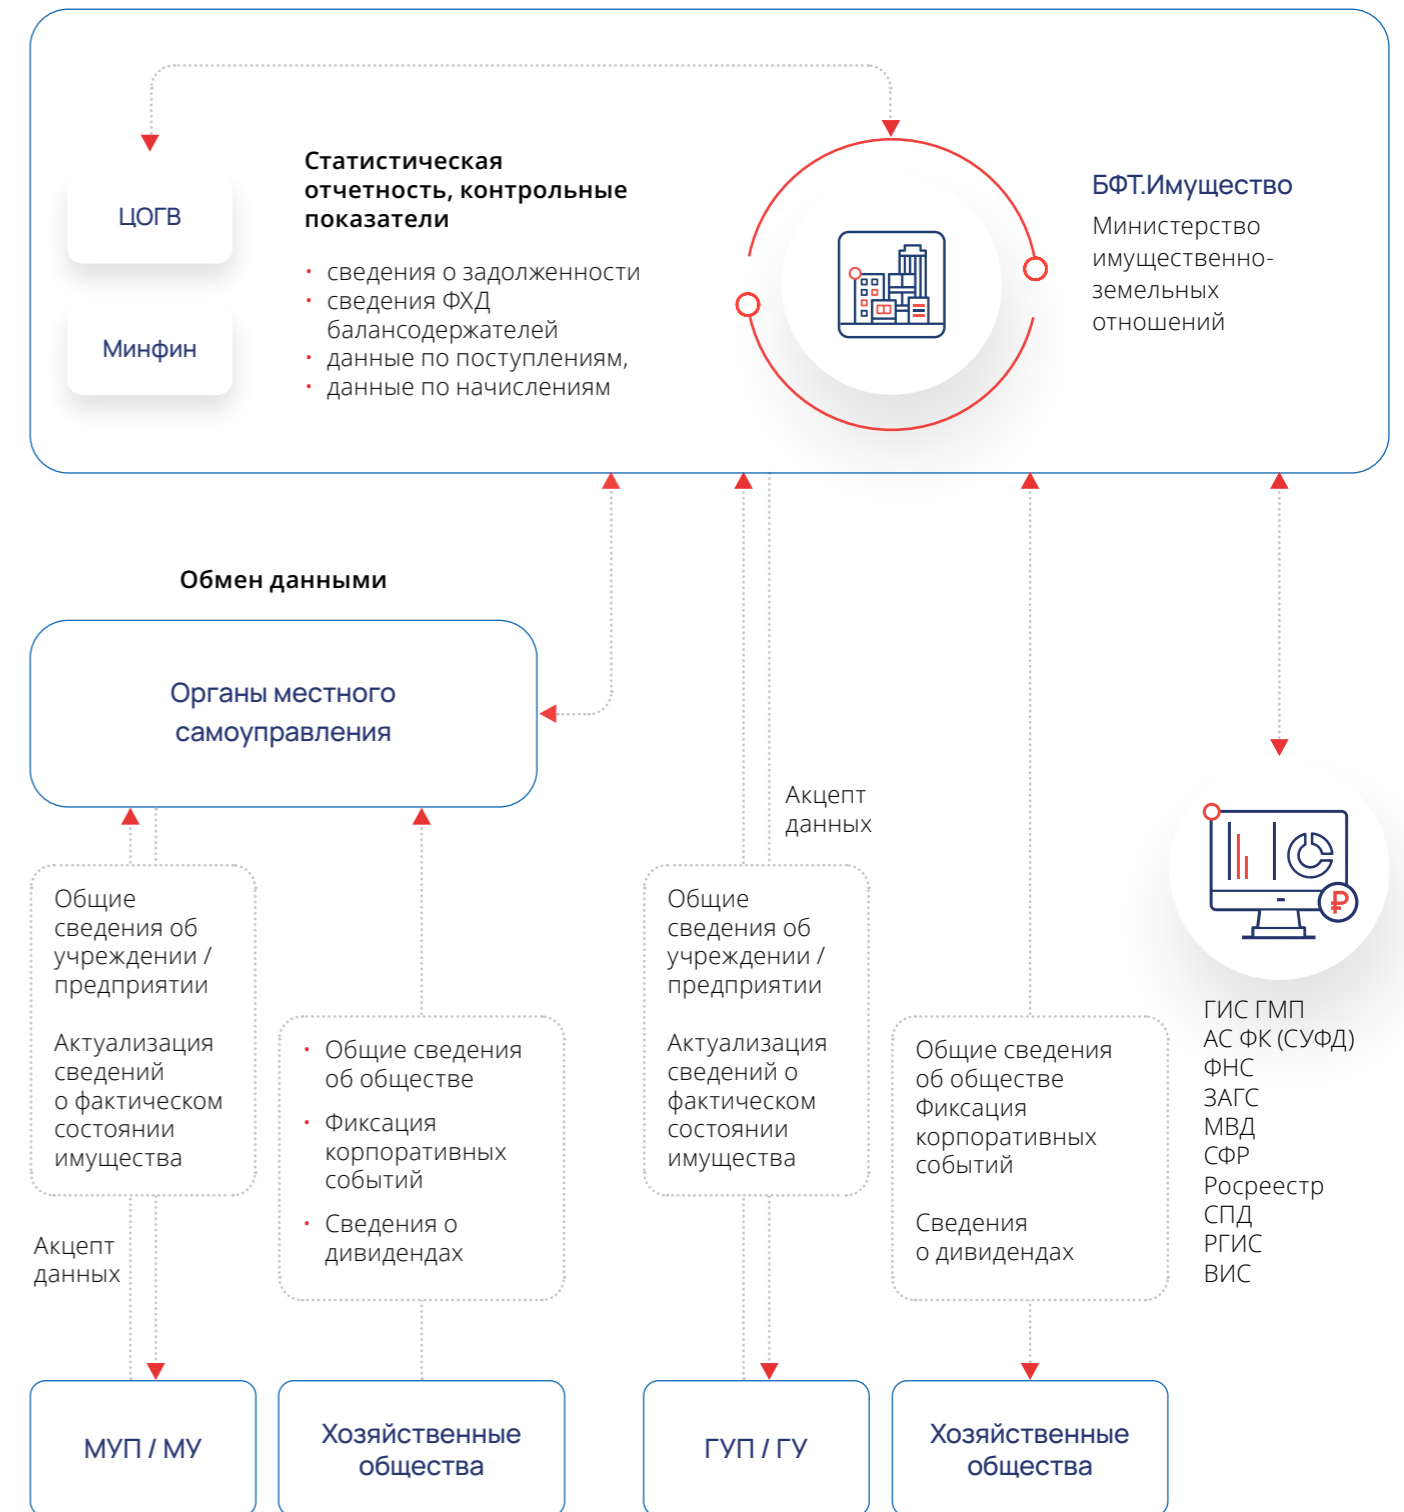 ЦОГВ
Минфин
Статистическая
отчетность, контрольные
показатели
• сведения о задолженности
• сведения ФХД
балансодержателей
• данные по поступлениям,
• данные по начислениям
БФТ.Имущество
Министерство
имущественно-
земельных
отношений
Обмен данными
Органы местного
самоуправления
Акцепт
данных
Общие
сведения об
учреждении /
предприятии
Актуализация
сведений
о фактическом
состоянии
имущества
Акцепт
данных
• Общие сведения
об обществе
• Фиксация
корпоративных
событий
• Сведения о
дивидендах
Общие
сведения об
учреждении /
предприятии
Актуализация
сведений о
фактическом
состоянии
имущества
Общие сведения
об обществе
Фиксация
корпоративных
событий
Сведения
о дивидендах
₽
ГИС ГМП
АС ФК (СУФД)
ФНС
ЗАГС
МВД
СФР
Росреестр
СПД
РГИС
ВИС
МУП / МУ
Хозяйственные
общества
ГУП / ГУ
Хозяйственные
общества